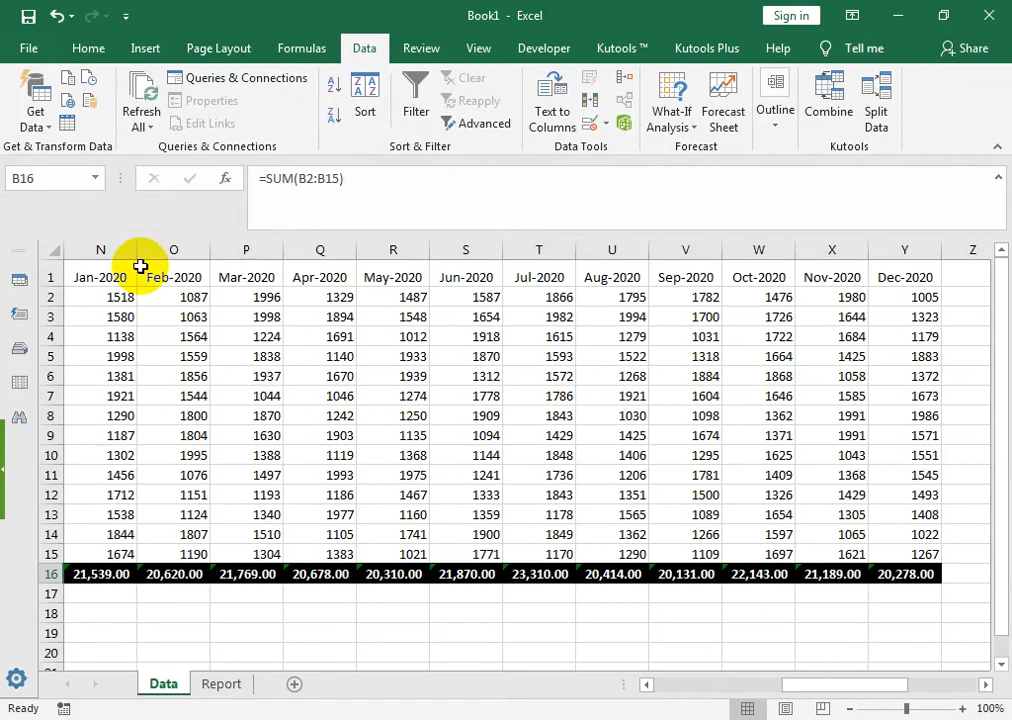 Book1 - Excel
Sign in
File Home Insert Page Layout Formulas Data Review View Developer Kutools ™ Kutools Plus Help Tell me Share
Get Data
Refresh All
Queries & Connections
Properties
Edit Links
Sort
Filter
Clear
Reapply
Advanced
Text to Columns
What-If Analysis
Forecast Sheet
Outline
Combine
Split Data
Get & Transform Data Queries & Connections Sort & Filter Data Tools Forecast Kutools
B16 fx =SUM(B2:B15)
N O P Q R S T U V W X Y Z
1 Jan-2020 Feb-2020 Mar-2020 Apr-2020 May-2020 Jun-2020 Jul-2020 Aug-2020 Sep-2020 Oct-2020 Nov-2020 Dec-2020
2 1518 1087 1996 1329 1487 1587 1866 1795 1782 1476 1980 1005
3 1580 1063 1998 1894 1548 1654 1982 1994 1700 1726 1644 1323
4 1138 1564 1224 1691 1012 1918 1615 1279 1031 1722 1684 1179
5 1998 1559 1838 1140 1933 1870 1593 1522 1318 1664 1425 1883
6 1381 1856 1937 1670 1939 1312 1572 1268 1884 1868 1058 1372
7 1921 1544 1044 1046 1274 1778 1786 1921 1604 1646 1585 1673
8 1290 1800 1870 1242 1250 1909 1843 1030 1098 1362 1991 1986
9 1187 1804 1630 1903 1135 1094 1429 1425 1674 1371 1991 1571
10 1302 1995 1388 1119 1368 1144 1848 1406 1295 1625 1043 1551
11 1456 1076 1497 1993 1975 1241 1736 1206 1781 1409 1368 1545
12 1712 1151 1193 1186 1467 1333 1843 1351 1500 1326 1429 1493
13 1538 1124 1340 1977 1160 1359 1178 1565 1089 1654 1305 1408
14 1844 1807 1510 1105 1741 1900 1849 1362 1266 1597 1065 1022
15 1674 1190 1304 1383 1021 1771 1170 1290 1109 1697 1621 1267
16 21,539.00 20,620.00 21,769.00 20,678.00 20,310.00 21,870.00 23,310.00 20,414.00 20,131.00 22,143.00 21,189.00 20,278.00
17
18
19
20
Data Report
Ready 100%